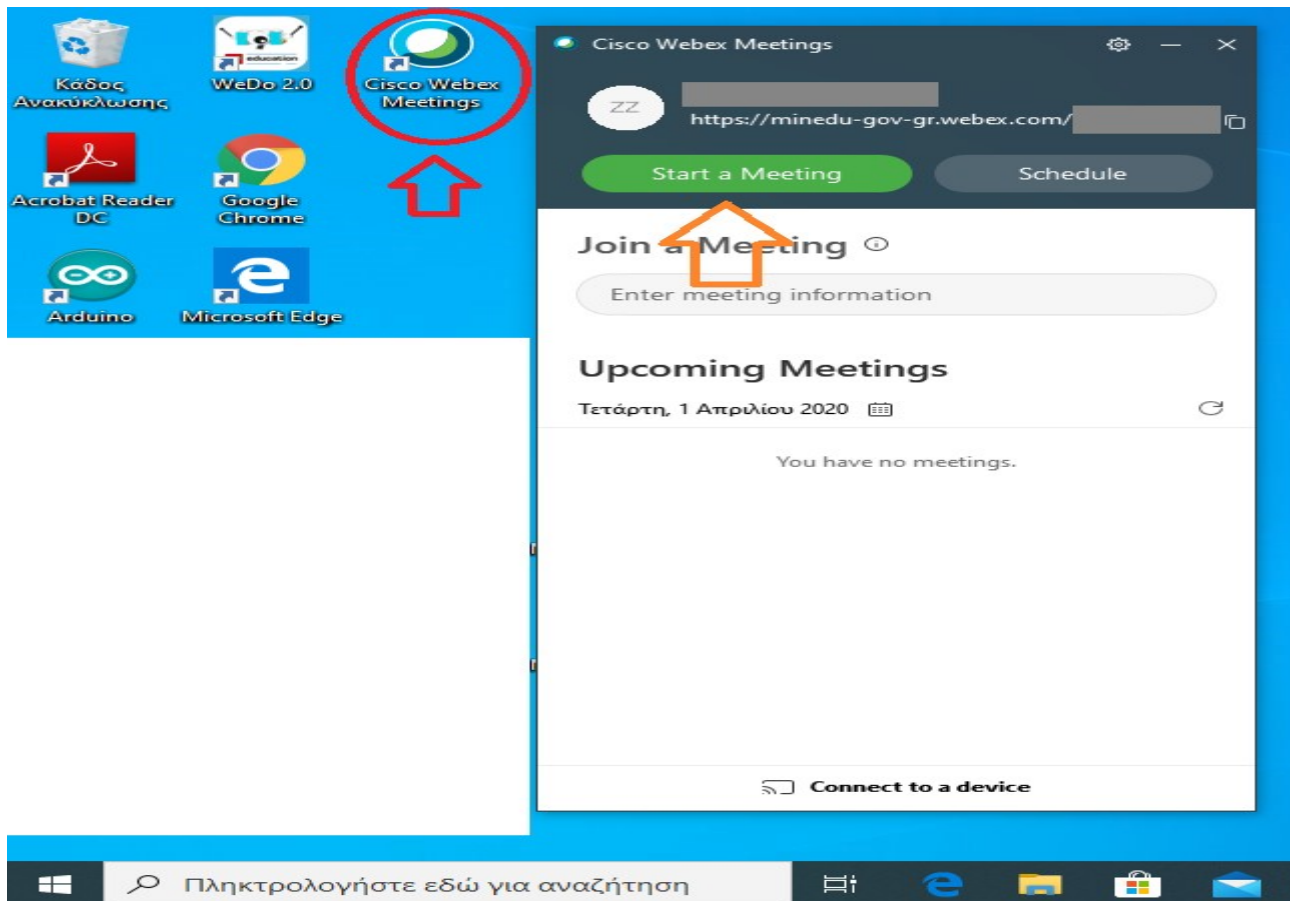 Κάδος
Ανακύκλωσης
education
WeDo 2.0
Cisco Webex
Meetings
Acrobat Reader
DC
Google
Chrome
Arduino
Microsoft Edge
Cisco Webex Meetings
ZZ
https://minedu-gov-gr.webex.com/
Start a Meeting
Schedule
Join a Meeting
Enter meeting information
Upcoming Meetings
Τετάρτη, 1 Απριλίου 2020
You have no meetings.
Connect to a device
Πληκτρολογήστε εδώ για αναζήτηση